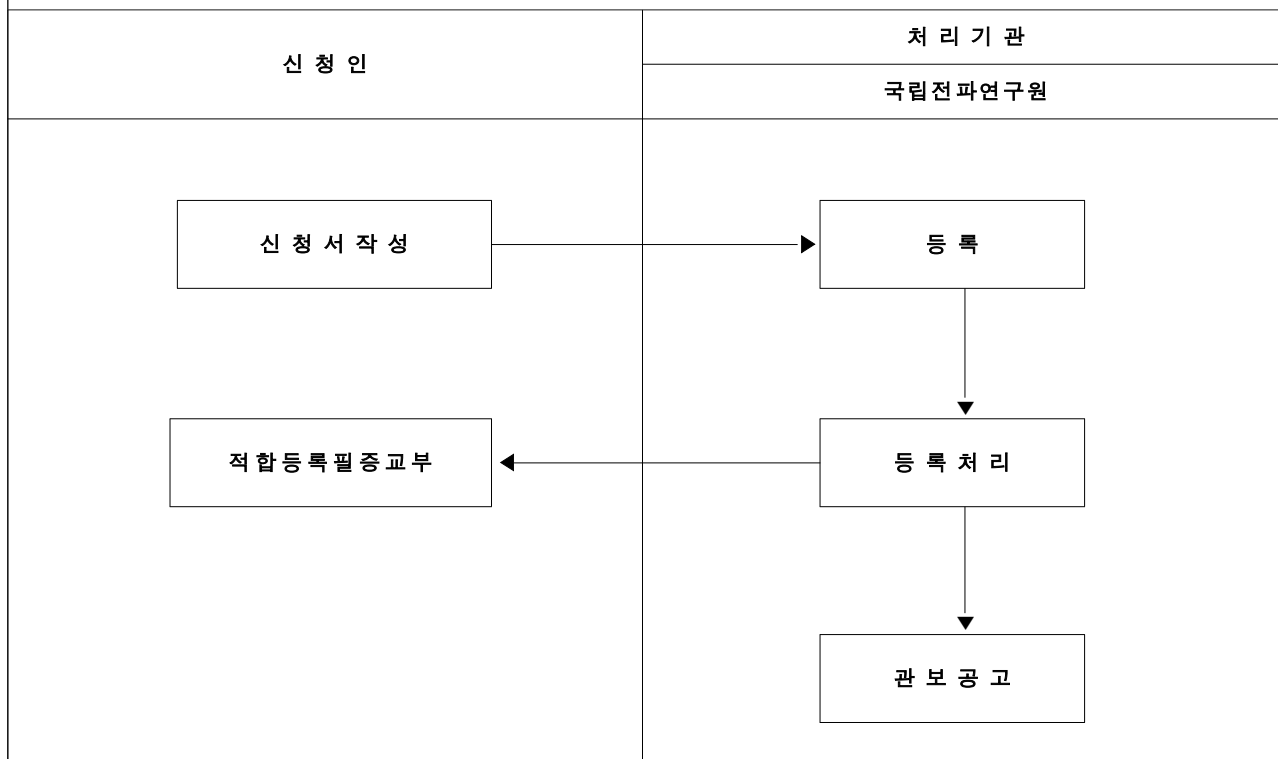 신 청 인
처 리 기 관
국립전파연구원
신 청 서 작 성
등 록
적합등록필증교부
등 록 처 리
관 보 공 고